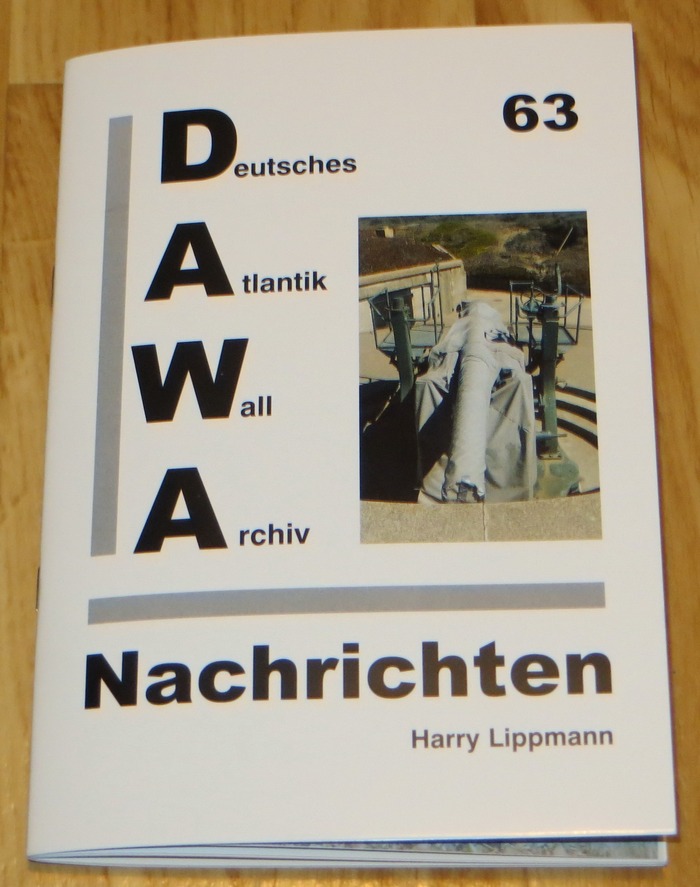 63
Deutsches
Atlantik
Wall
Archiv
Nachrichten
Harry Lippmann